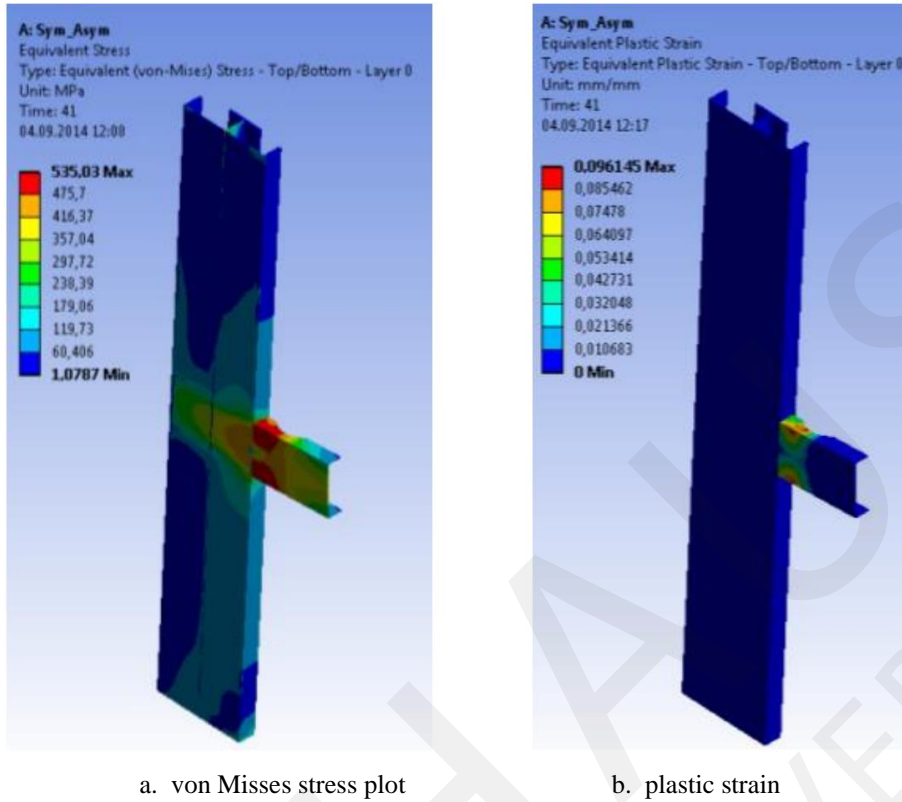 A: Sym_Asym
Equivalent Stress
Type: Equivalent (von-Mises) Stress - Top/Bottom - Layer 0
Unit: MPa
Time: 41
04.09.2014 12:08
535,03 Max
475,7
416,37
357,04
297,72
238,39
179,06
119,73
60,406
1,0787 Min
A: Sym_Asym
Equivalent Plastic Strain
Type: Equivalent Plastic Strain - Top/Bottom - Layer 0
Unit: mm/mm
Time: 41
04.09.2014 12:17
0,096145 Max
0,085462
0,07478
0,064097
0,053414
0,042731
0,032048
0,021366
0,010683
0 Min
a. von Misses stress plot
b. plastic strain